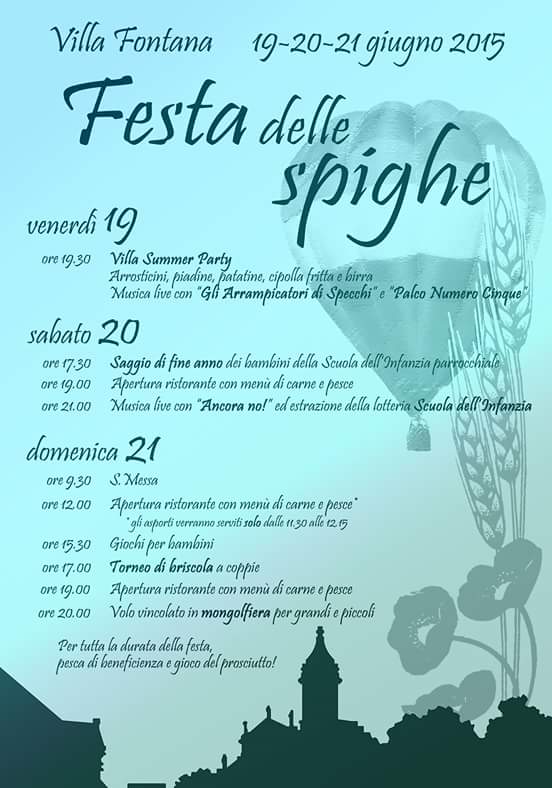 Villa Fontana 19-20-21 giugno 2015
Festa delle
spighe
venerdì 19
ore 19.30 Villa Summer Party
Arrosticini, piadine, patatine, cipolla fritta e birra
Musica live con "Gli Arrampicatori di Specchi" e "Palco Numero Cinque"
sabato 20
ore 17.30 Saggio di fine anno dei bambini della Scuola dell'Infanzia parrocchiale
ore 19.00 Apertura ristorante con menù di carne e pesce
ore 21.00 Musica live con "Ancora no!" ed estrazione della lotteria Scuola dell'Infanzia
domenica 21
ore 9.30 S. Messa
ore 12.00 Apertura ristorante con menù di carne e pesce*
* gli asporti verranno serviti solo dalle 11.30 alle 12.15
ore 15.30 Giochi per bambini
ore 17.00 Torneo di briscola a coppie
ore 19.00 Apertura ristorante con menù di carne e pesce
ore 20.00 Volo vincolato in mongolfiera per grandi e piccoli
Per tutta la durata della festa,
pesca di beneficienza e gioco del prosciutto!